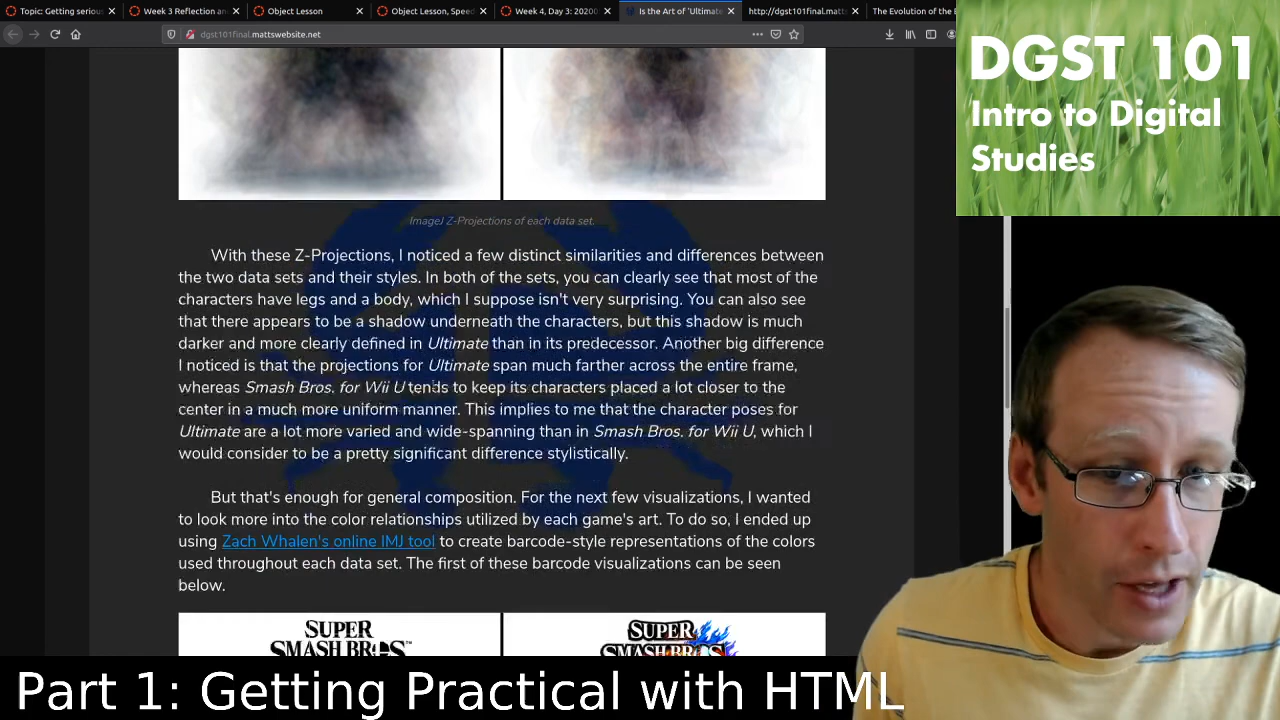 Topic: Getting seriou
Week 3 Reflection an
Object Lesson
Object Lesson, Speed
Week 4, Day 3: 20200
Is the Art of 'Ultimate
http://dgst101final.matt
The Evolution of the
dgst101final.mattswebsite.net
DGST 101
Intro to Digital
Studies
ImageJ Z-Projections of each data set.
With these Z-Projections, I noticed a few distinct similarities and differences between
the two data sets and their styles. In both of the sets, you can clearly see that most of the
characters have legs and a body, which I suppose isn't very surprising. You can also see
that there appears to be a shadow underneath the characters, but this shadow is much
darker and more clearly defined in Ultimate than in its predecessor. Another big difference
I noticed is that the projections for Ultimate span much farther across the entire frame,
whereas Smash Bros. for Wii U tends to keep its characters placed a lot closer to the
center in a much more uniform manner. This implies to me that the character poses for
Ultimate are a lot more varied and wide-spanning than in Smash Bros. for Wii U, which I
would consider to be a pretty significant difference stylistically.
But that's enough for general composition. For the next few visualizations, I wanted
to look more into the color relationships utilized by each game's art. To do so, I ended up
using Zach Whalen's online IMJ tool to create barcode-style representations of the colors
used throughout each data set. The first of these barcode visualizations can be seen
below.
SUPER
SMASH BROS
SUPER
SMASH BROS
Part 1: Getting Practical with HTML